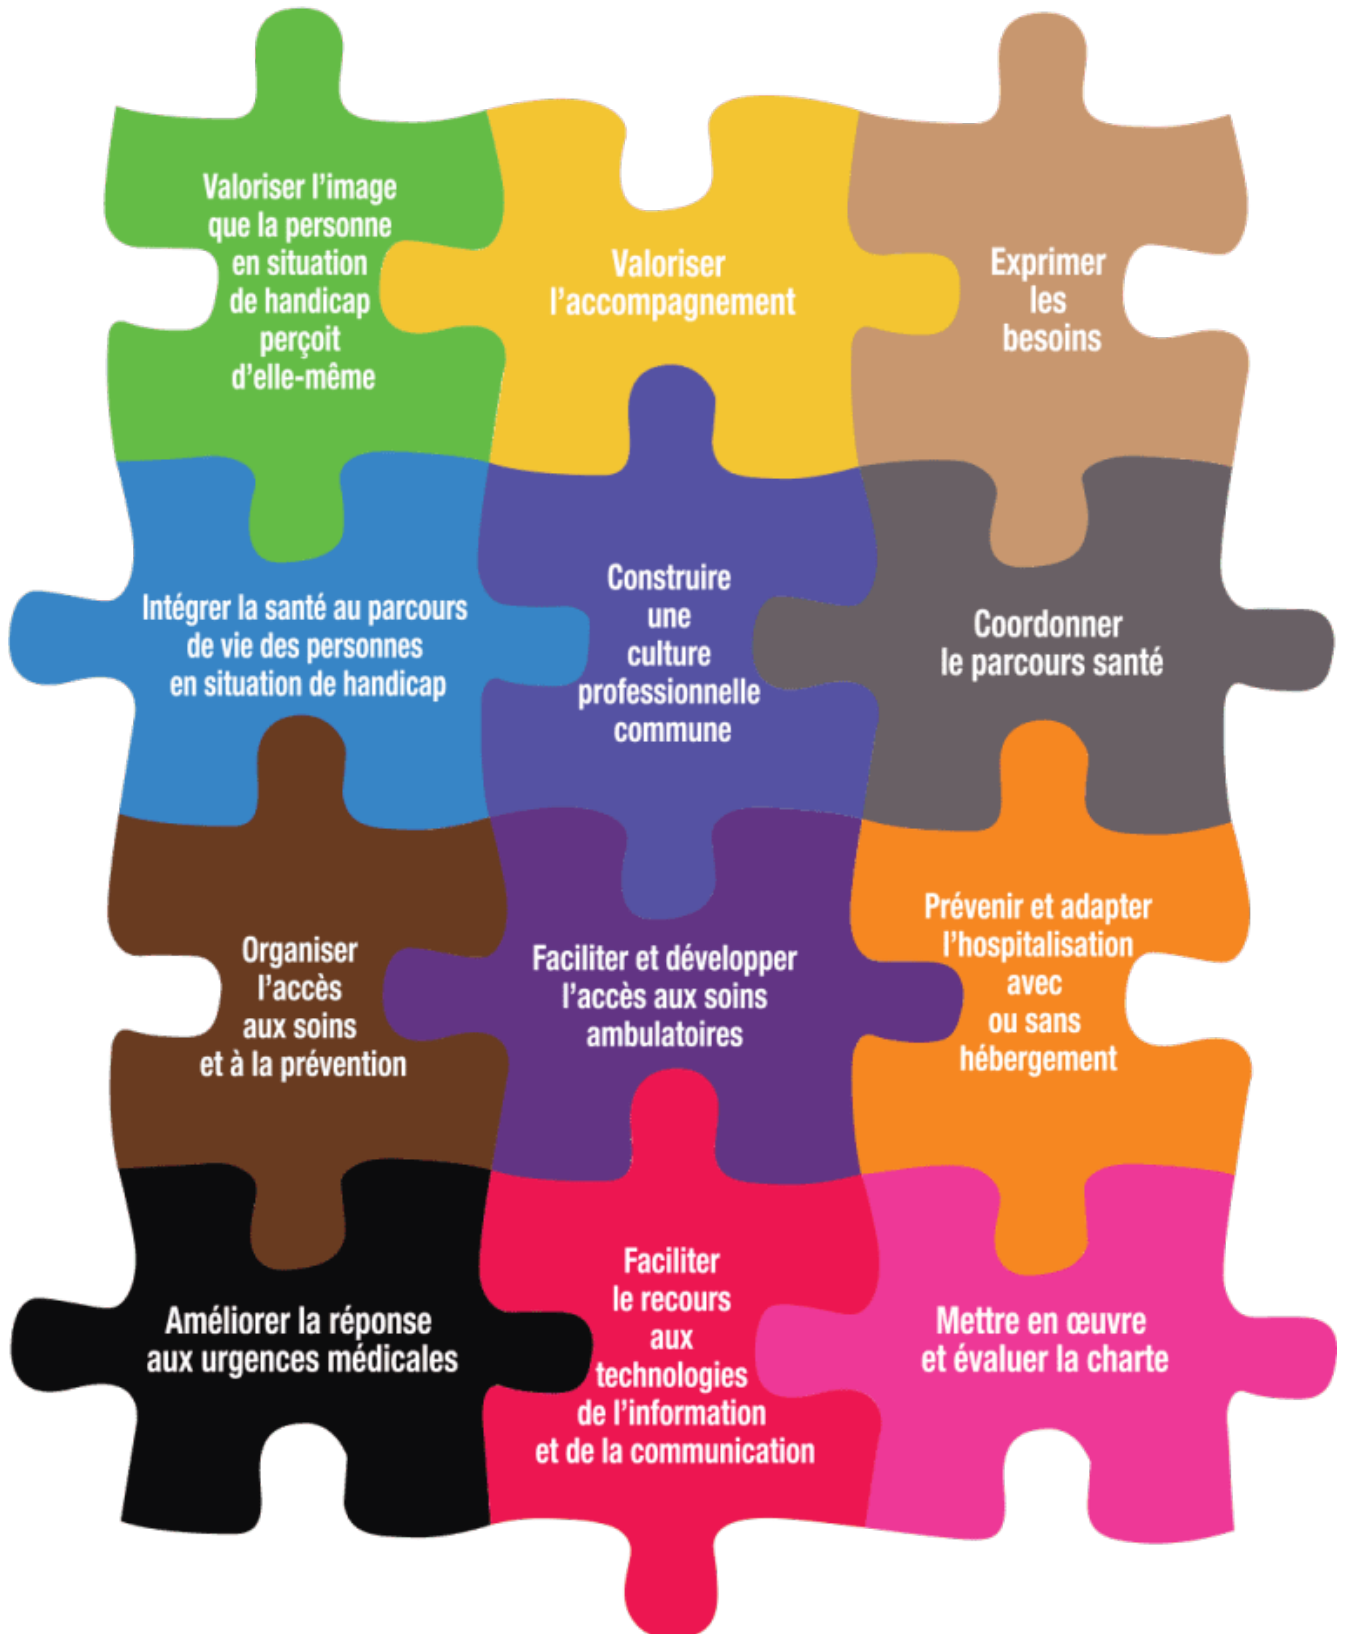 Valoriser l'image
que la personne
en situation
de handicap
perçoit
d'elle-même
Valoriser
l'accompagnement
Exprimer
les
besoins
Intégrer la santé au parcours
de vie des personnes
en situation de handicap
Construire
une
culture
professionnelle
commune
Coordonner
le parcours santé
Organiser
l'accès
aux soins
et à la prévention
Faciliter et développer
l'accès aux soins
ambulatoires
Prévenir et adapter
l'hospitalisation
avec
ou sans
hébergement
Améliorer la réponse
aux urgences médicales
Faciliter
le recours
aux
technologies
de l'information
et de la communication
Mettre en œuvre
et évaluer la charte